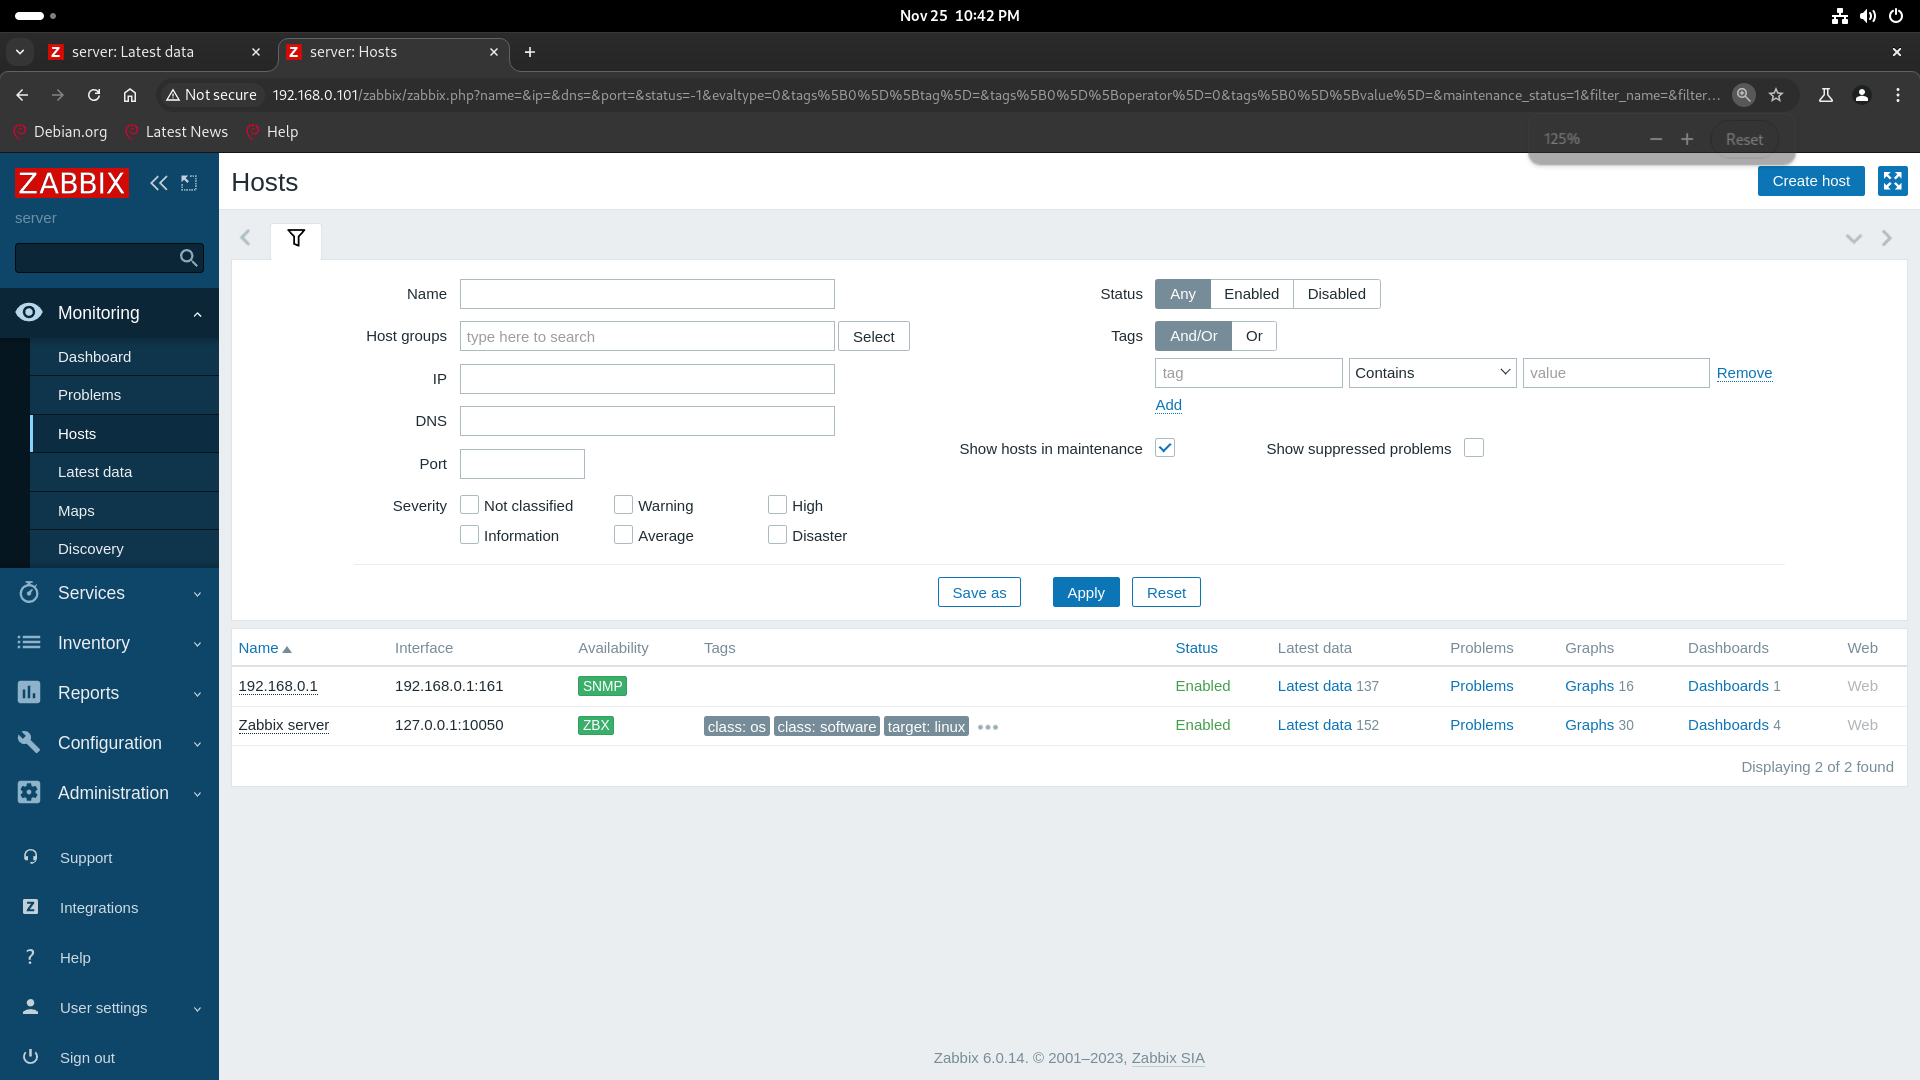 Nov 25 10:42 PM
server: Latest data
server: Hosts
Not secure
192.168.0.101/zabbix/zabbix.php?name=&ip=&dns=&port=&status=-1&evaltype=0&tags%5B0%5D%5Btag%5D=&tags%5B0%5D%5Boperator%5D=0&tags%5B0%5D%5Bvalue%5D=&maintenance_status=1&filter_name=&filter...
Debian.org
Latest News
Help
125%
Reset
ZABBIX
server
Monitoring
Dashboard
Problems
Hosts
Latest data
Maps
Discovery
Services
Inventory
Reports
Configuration
Administration
Support
Integrations
Help
User settings
Sign out
Hosts
Create host
Name
Host groups type here to search Select
IP
DNS
Port
Severity Not classified Warning High
Information Average Disaster
Status Any Enabled Disabled
Tags And/Or Or
tag Contains value Remove
Add
Show hosts in maintenance Show suppressed problems
Save as Apply Reset
Name Interface Availability Tags Status Latest data Problems Graphs Dashboards Web
192.168.0.1 192.168.0.1:161 SNMP Enabled Latest data 137 Problems Graphs 16 Dashboards 1 Web
Zabbix server 127.0.0.1:10050 ZBX class: os class: software target: linux Enabled Latest data 152 Problems Graphs 30 Dashboards 4 Web
Displaying 2 of 2 found
Zabbix 6.0.14. © 2001–2023, Zabbix SIA